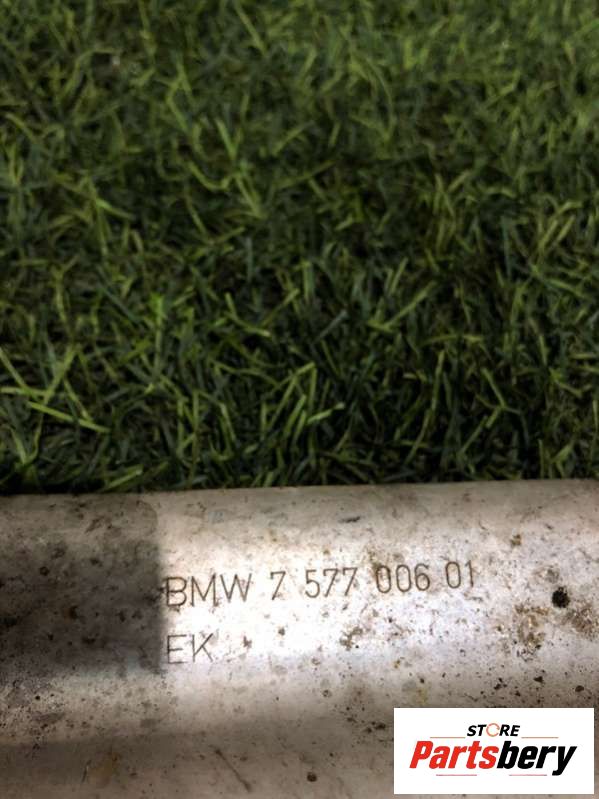 BMW 7 577 006 01
EK
STORE
Partsbery